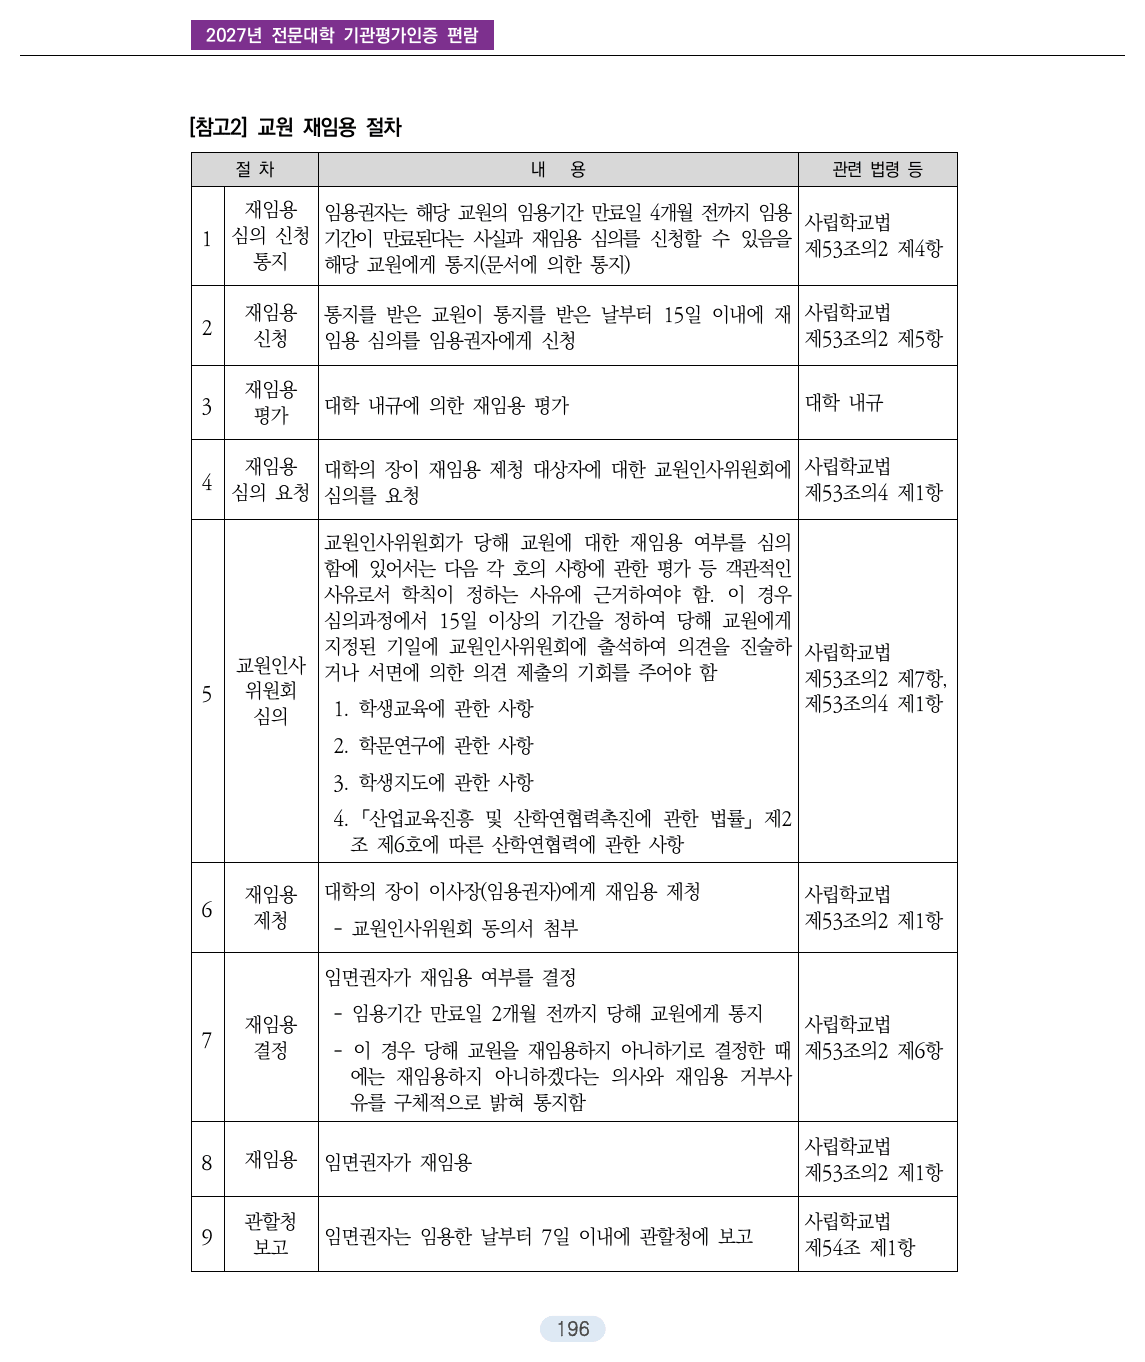 2027년 전문대학 기관평가인증 편람
[참고2] 교원 재임용 절차
절 차
내 용
관련 법령 등
1
재임용
심의 신청
통지
임용권자는 해당 교원의 임용기간 만료일 4개월 전까지 임용
기간이 만료된다는 사실과 재임용 심의를 신청할 수 있음을
해당 교원에게 통지(문서에 의한 통지)
사립학교법
제53조의2 제4항
2
재임용
신청
통지를 받은 교원이 통지를 받은 날부터 15일 이내에 재
임용 심의를 임용권자에게 신청
사립학교법
제53조의2 제5항
3
재임용
평가
대학 내규에 의한 재임용 평가
대학 내규
4
재임용
심의 요청
대학의 장이 재임용 제청 대상자에 대한 교원인사위원회에
심의를 요청
사립학교법
제53조의4 제1항
5
교원인사
위원회
심의
교원인사위원회가 당해 교원에 대한 재임용 여부를 심의
함에 있어서는 다음 각 호의 사항에 관한 평가 등 객관적인
사유로서 학칙이 정하는 사유에 근거하여야 함. 이 경우
심의과정에서 15일 이상의 기간을 정하여 당해 교원에게
지정된 기일에 교원인사위원회에 출석하여 의견을 진술하
거나 서면에 의한 의견 제출의 기회를 주어야 함
1. 학생교육에 관한 사항
2. 학문연구에 관한 사항
3. 학생지도에 관한 사항
4. 「산업교육진흥 및 산학연협력촉진에 관한 법률」 제2
조 제6호에 따른 산학연협력에 관한 사항
사립학교법
제53조의2 제7항,
제53조의4 제1항
6
재임용
제청
대학의 장이 이사장(임용권자)에게 재임용 제청
- 교원인사위원회 동의서 첨부
사립학교법
제53조의2 제1항
7
재임용
결정
임면권자가 재임용 여부를 결정
- 임용기간 만료일 2개월 전까지 당해 교원에게 통지
- 이 경우 당해 교원을 재임용하지 아니하기로 결정한 때
에는 재임용하지 아니하겠다는 의사와 재임용 거부사
유를 구체적으로 밝혀 통지함
사립학교법
제53조의2 제6항
8
재임용
임면권자가 재임용
사립학교법
제53조의2 제1항
9
관할청
보고
임면권자는 임용한 날부터 7일 이내에 관할청에 보고
사립학교법
제54조 제1항
196